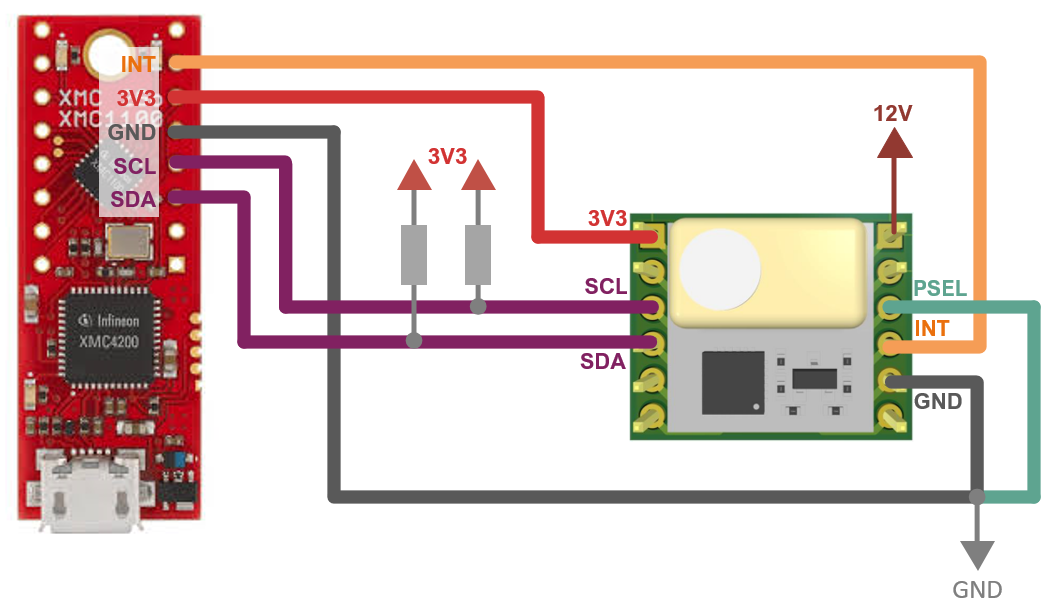 INT
3V3
XMC
XMC1100
GND
SCL
SDA
Infineon
XMC4200
3V3
12V
3V3
SCL
SDA
PSEL
INT
GND
GND